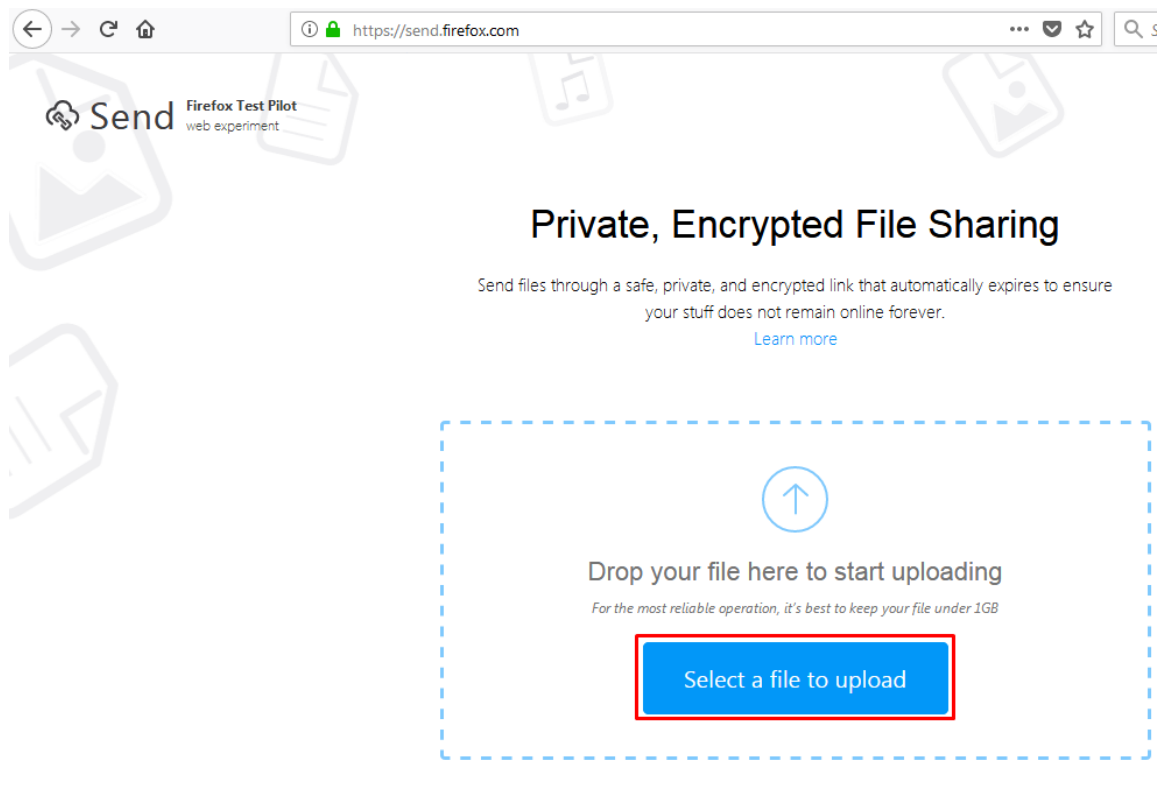 https://send.firefox.com
S
Send
Firefox Test Pilot
web experiment
Private, Encrypted File Sharing
Send files through a safe, private, and encrypted link that automatically expires to ensure
your stuff does not remain online forever.
Learn more
Drop your file here to start uploading
For the most reliable operation, it's best to keep your file under 1GB
Select a file to upload